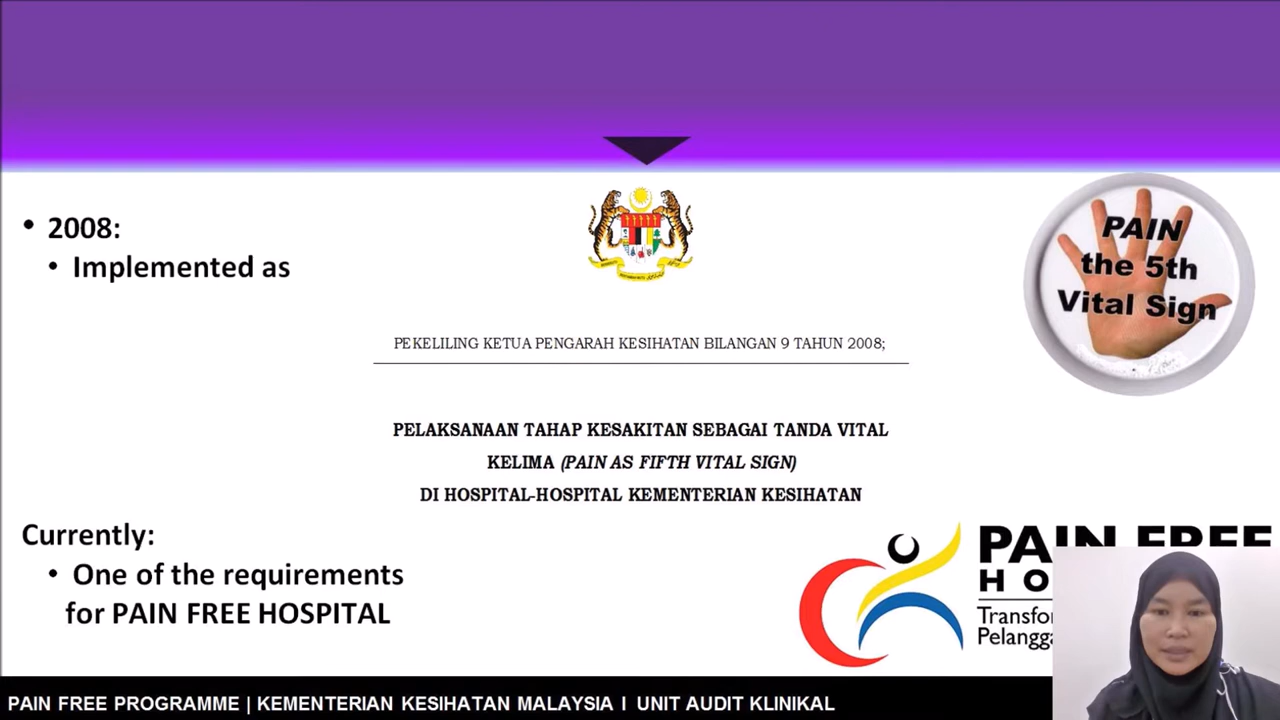 • 2008:
• Implemented as
PEKELILING KETUA PENGARAH KESIHATAN BILANGAN 9 TAHUN 2008;
PELAKSANAAN TAHAP KESAKITAN SEBAGAI TANDA VITAL
KELIMA (PAIN AS FIFTH VITAL SIGN)
DI HOSPITAL-HOSPITAL KEMENTERIAN KESIHATAN
PAIN
the 5th
Vital Sign
Currently:
• One of the requirements
for PAIN FREE HOSPITAL
PAIN FREE
PAIN FREE PROGRAMME | KEMENTERIAN KESIHATAN MALAYSIA I UNIT AUDIT KLINIKAL